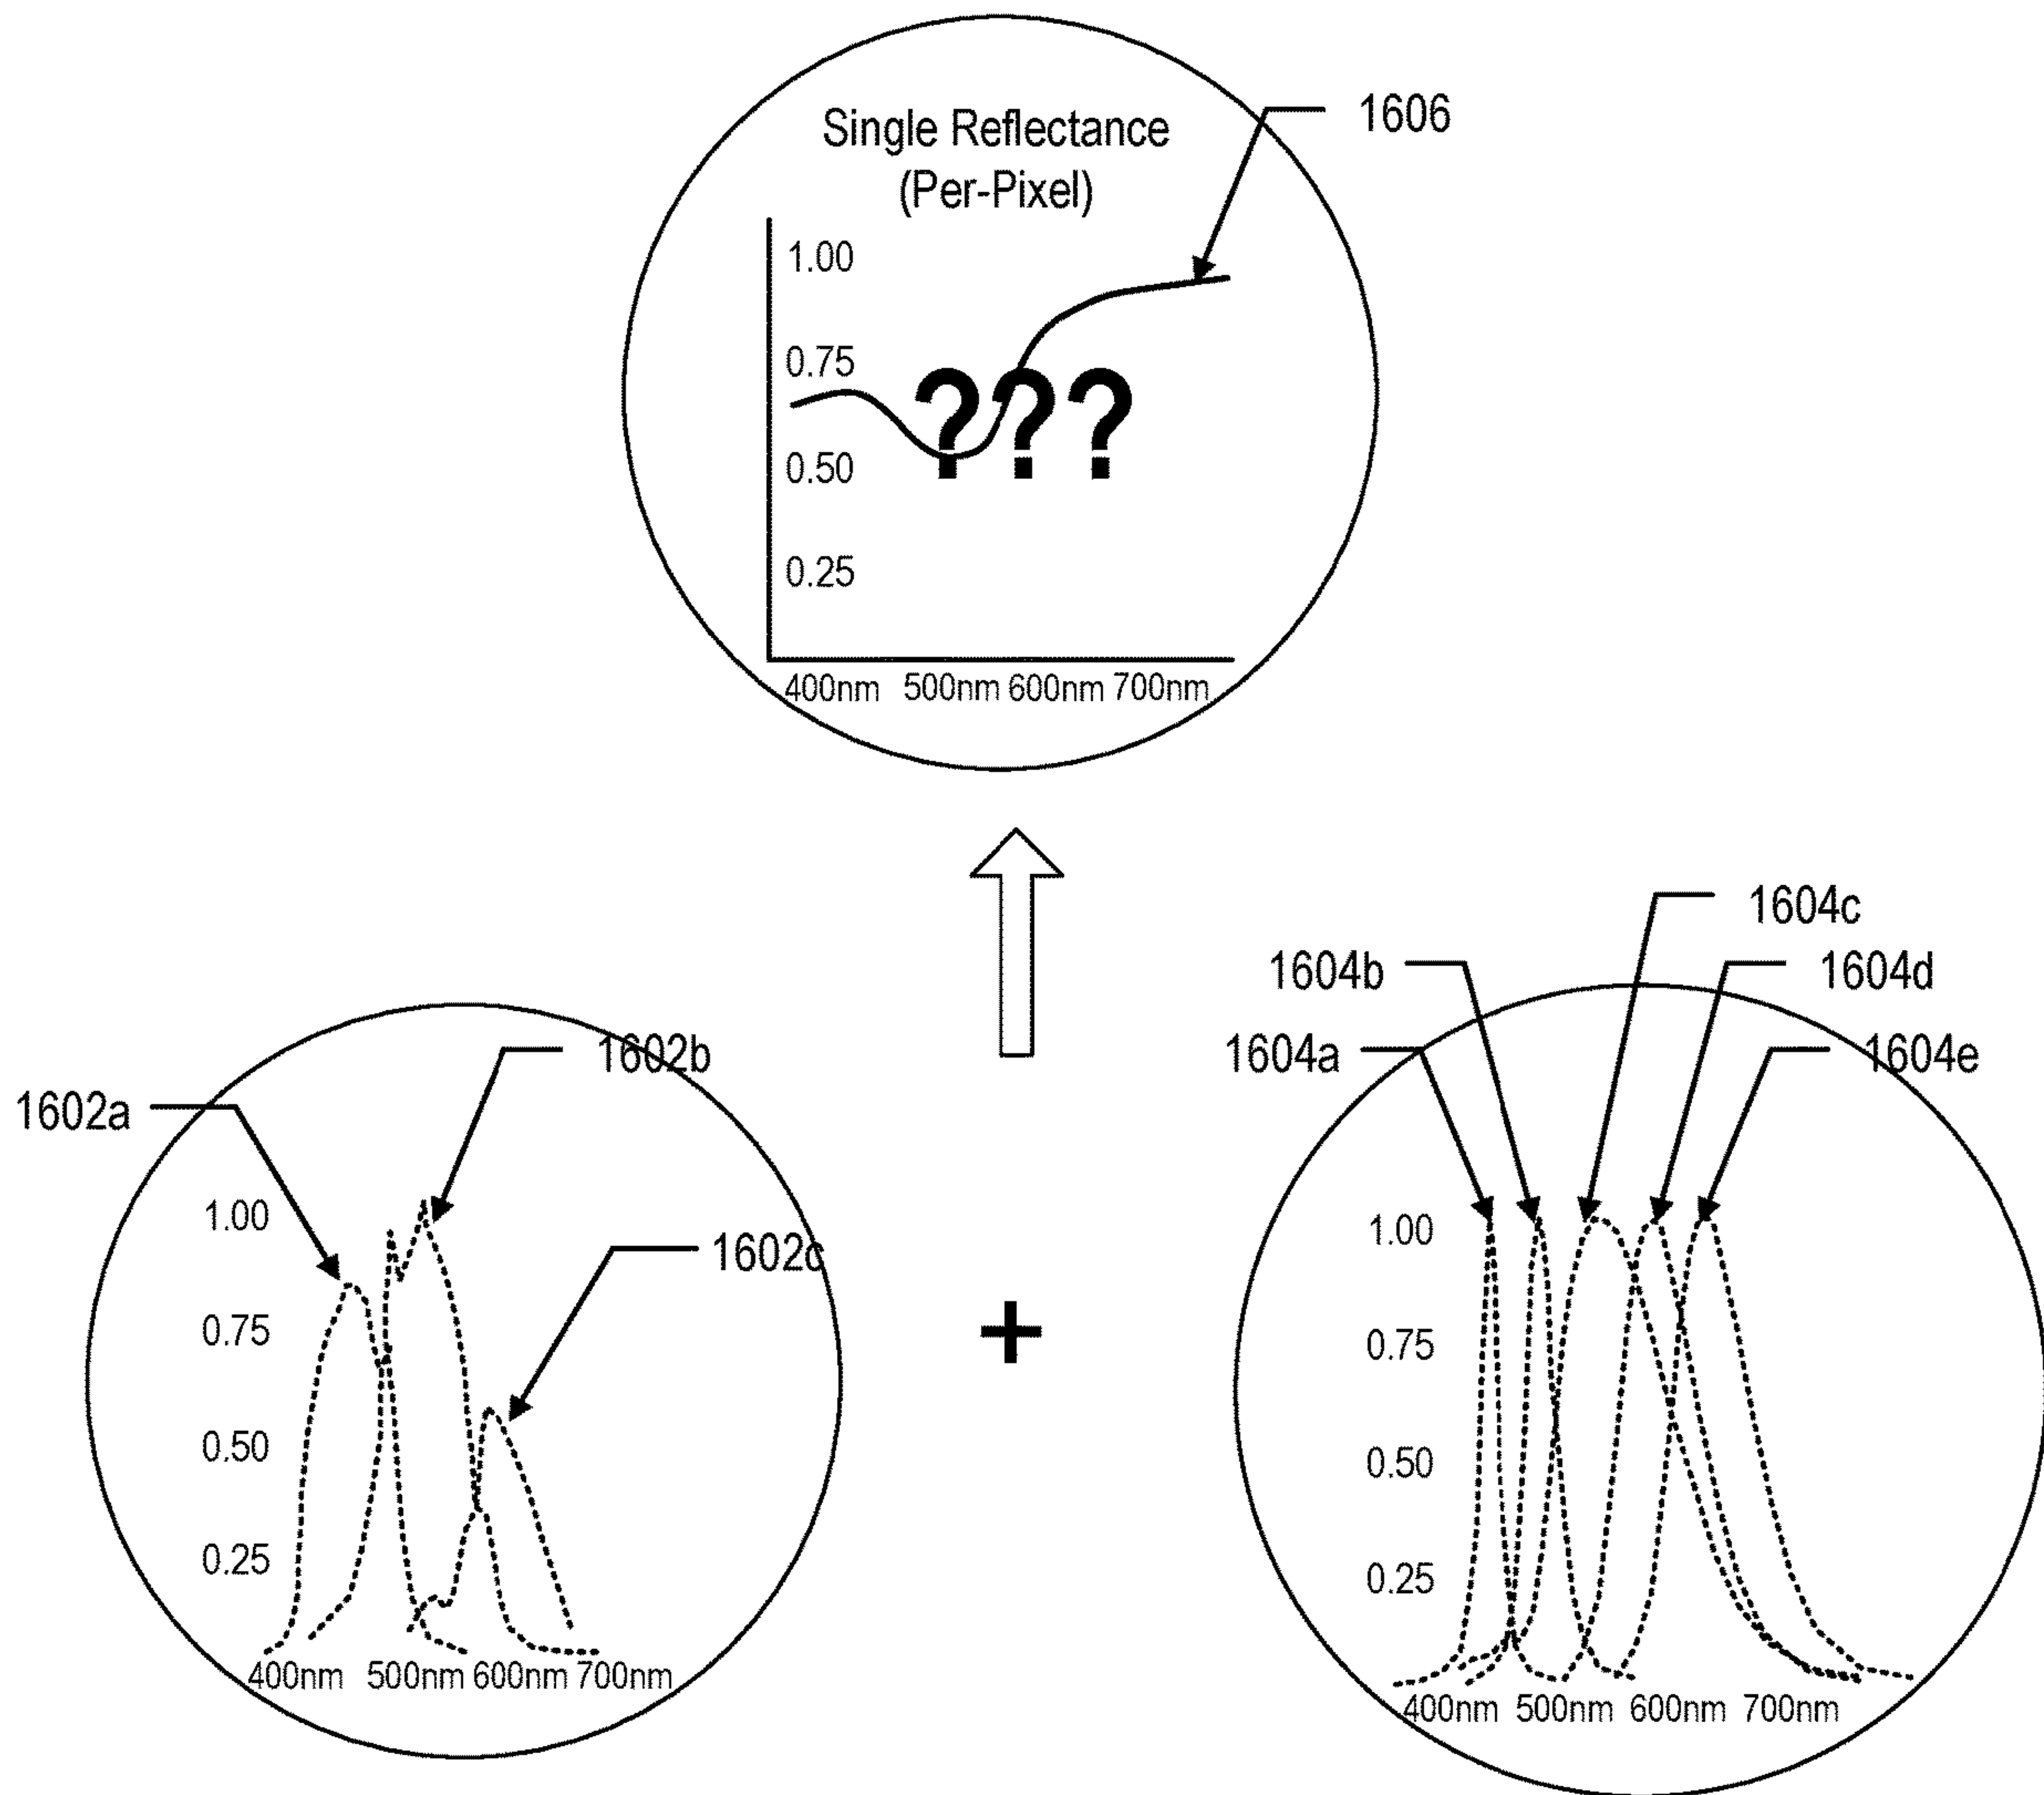 Single Reflectance
(Per-Pixel)
1606
1.00
0.75
0.50
0.25
???
400nm 500nm 600nm 700nm
1602a
1602b
1602c
1.00
0.75
0.50
0.25
400nm 500nm 600nm 700nm
+
1604a
1604b
1604c
1604d
1604e
1.00
0.75
0.50
0.25
400nm 500nm 600nm 700nm